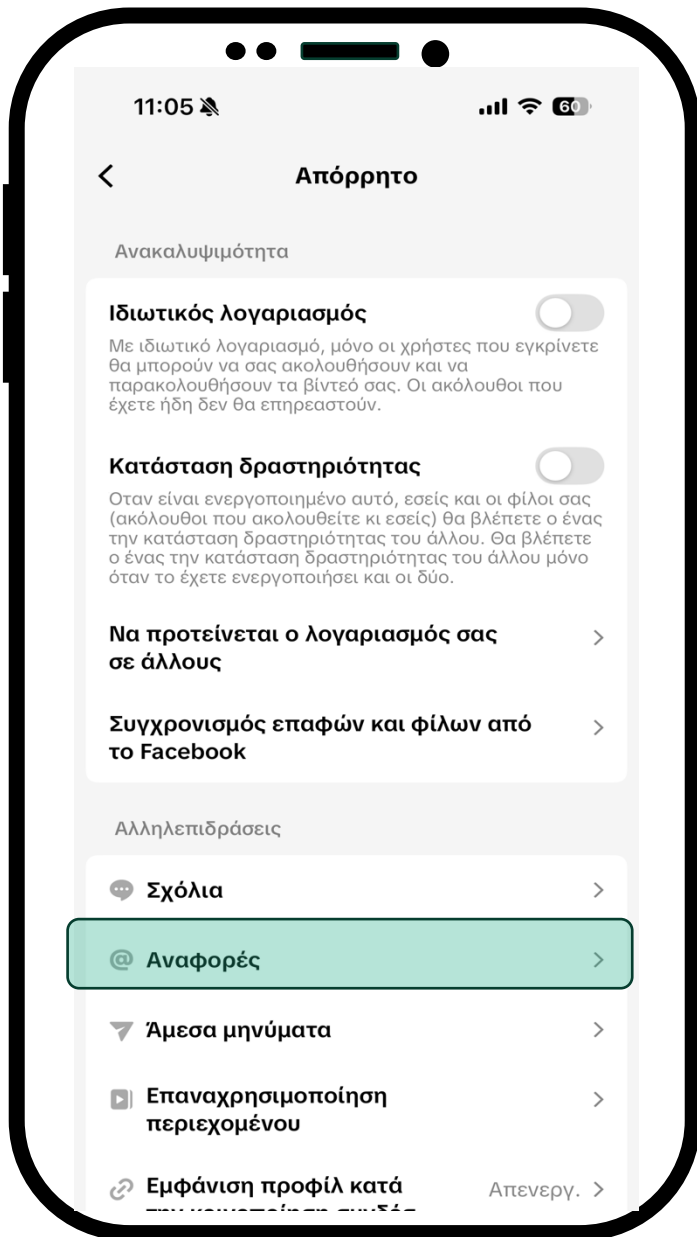 11:05
60
Απόρρητο
Ανακαλυψιμότητα
Ιδιωτικός λογαριασμός
Με ιδιωτικό λογαριασμό, μόνο οι χρήστες που εγκρίνετε
θα μπορούν να σας ακολουθήσουν και να
παρακολουθήσουν τα βίντεό σας. Οι ακόλουθοι που
έχετε ήδη δεν θα επηρεαστούν.
Κατάσταση δραστηριότητας
Οταν είναι ενεργοποιημένο αυτό, εσείς και οι φίλοι σας
(ακόλουθοι που ακολουθείτε κι εσείς) θα βλέπετε ο ένας
την κατάσταση δραστηριότητας του άλλου. Θα βλέπετε
ο ένας την κατάσταση δραστηριότητας του άλλου μόνο
όταν το έχετε ενεργοποιήσει και οι δύο.
Να προτείνεται ο λογαριασμός σας
σε άλλους
Συγχρονισμός επαφών και φίλων από
το Facebook
Αλληλεπιδράσεις
Σχόλια
@ Αναφορές
Άμεσα μηνύματα
Επαναχρησιμοποίηση
περιεχομένου
Εμφάνιση προφίλ κατά
Απενεργ.